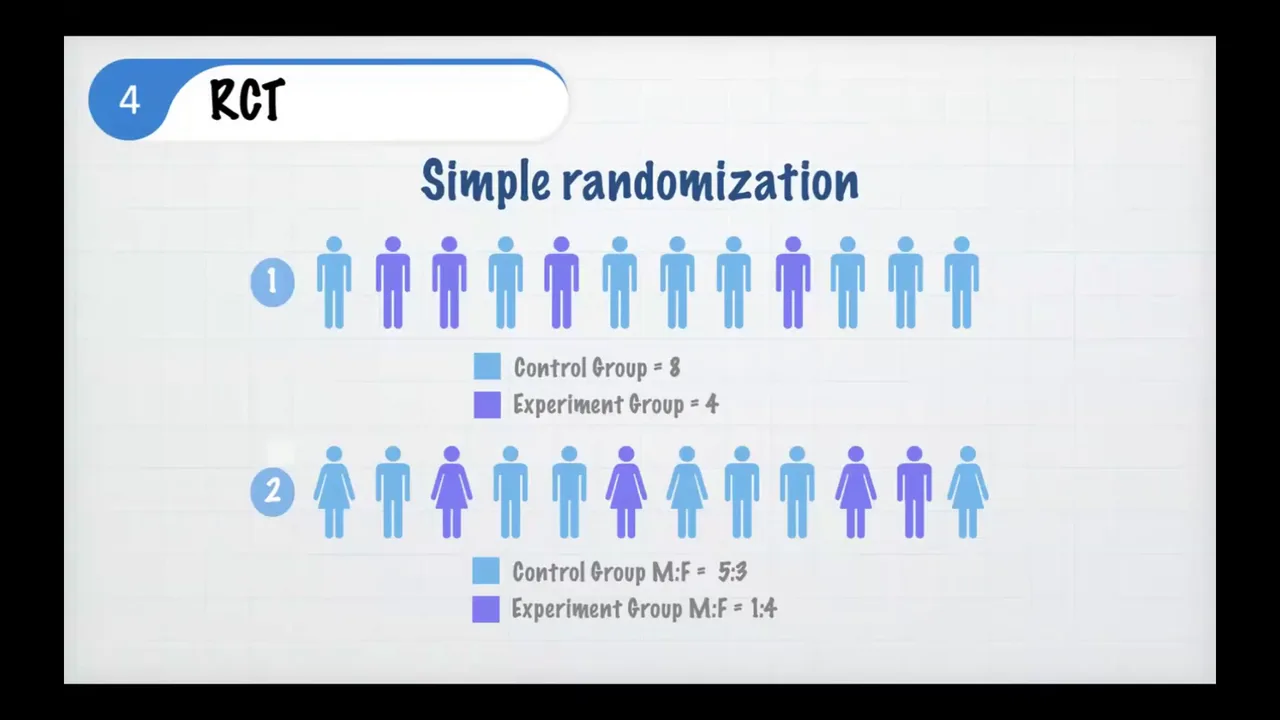 4
RCT
Simple randomization
1
Control Group = 8
Experiment Group = 4
2
Control Group M:F = 5:3
Experiment Group M:F = 1:4